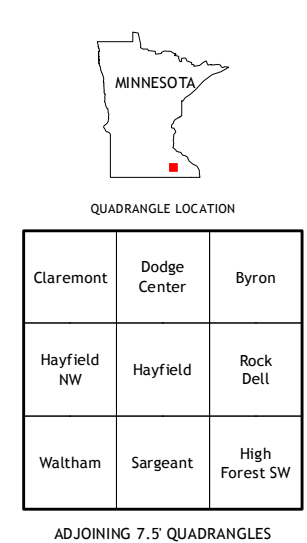 MINNESOTA
QUADRANGLE LOCATION
Claremont
Dodge
Center
Byron
Hayfield
NW
Hayfield
Rock
Dell
Waltham
Sargeant
High
Forest SW
ADJOINING 7.5' QUADRANGLES